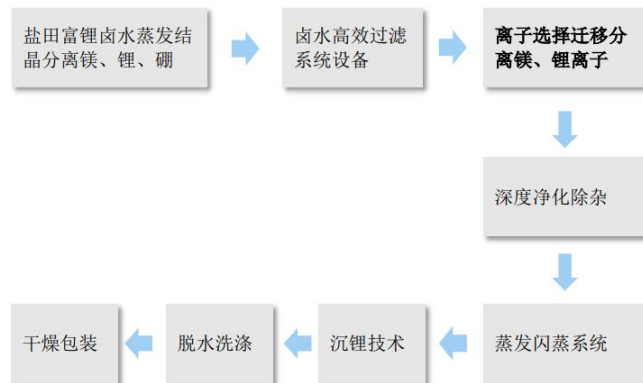 盐田富锂卤水蒸发结
晶分离镁、锂、硼
卤水高效过滤
系统设备
离子选择迁移分
离镁、锂离子
深度净化除杂
蒸发闪蒸系统
沉锂技术
脱水洗涤
干燥包装